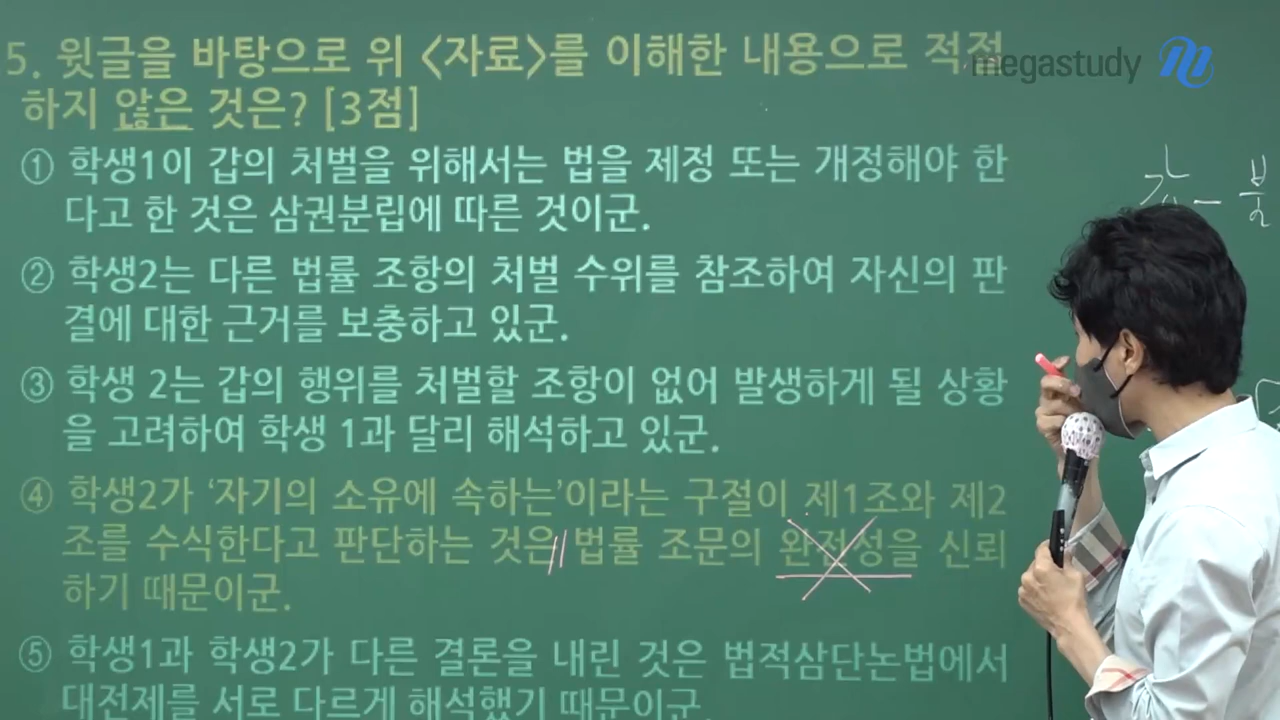 5. 윗글을 바탕으로 위 <자료>를 이해한 내용으로 적절
megastudy
하지 않은 것은? [3점]
① 학생1이 갑의 처벌을 위해서는 법을 제정 또는 개정해야 한
다고 한 것은 삼권분립에 따른 것이군.
② 학생2는 다른 법률 조항의 처벌 수위를 참조하여 자신의 판
결에 대한 근거를 보충하고 있군.
③ 학생 2는 갑의 행위를 처벌할 조항이 없어 발생하게 될 상황
을 고려하여 학생 1과 달리 해석하고 있군.
④ 학생2가 ‘자기의 소유에 속하는’이라는 구절이 제1조와 제2
조를 수식한다고 판단하는 것은 법률 조문의 완전성을 신뢰
하기 때문이군.
⑤ 학생1과 학생2가 다른 결론을 내린 것은 법적삼단논법에서
대전제를 서로 다르게 해석했기 때문이군.
갑 - 불